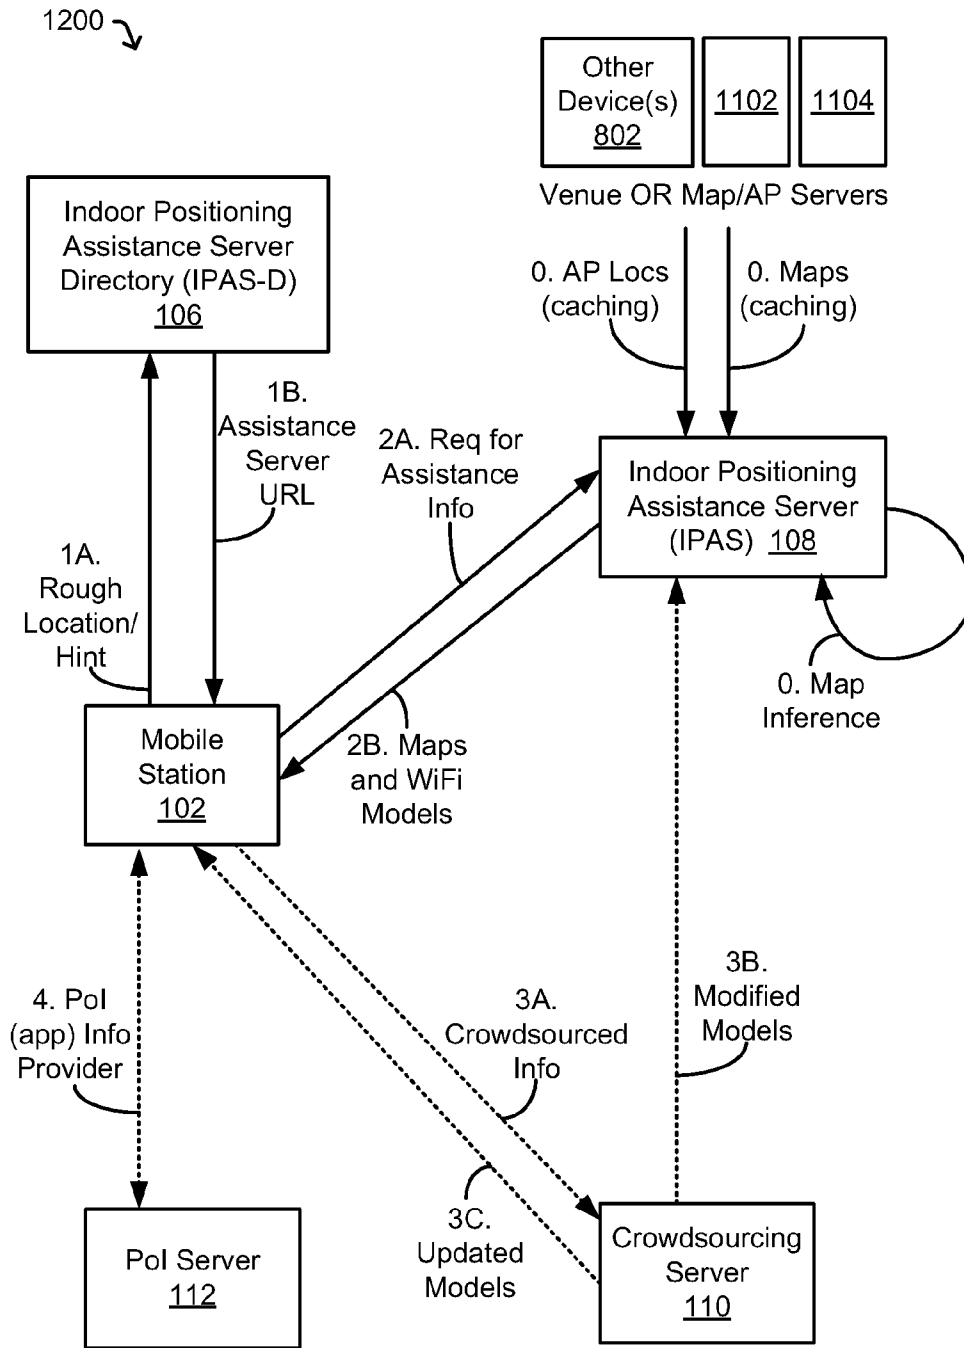 1200
Other
Device(s)
802
1102
1104
Venue OR Map/AP Servers
Indoor Positioning
Assistance Server
Directory (IPAS-D)
106
0. AP Locs
(caching)
0. Maps
(caching)
1B.
Assistance
Server
URL
2A. Req for
Assistance
Info
Indoor Positioning
Assistance Server
(IPAS) 108
1A.
Rough
Location/
Hint
0. Map
Inference
Mobile
Station
102
2B. Maps
and WiFi
Models
4. PoI
(app) Info
Provider
3A.
Crowdsourced
Info
3B.
Modified
Models
3C.
Updated
Models
PoI Server
112
Crowdsourcing
Server
110